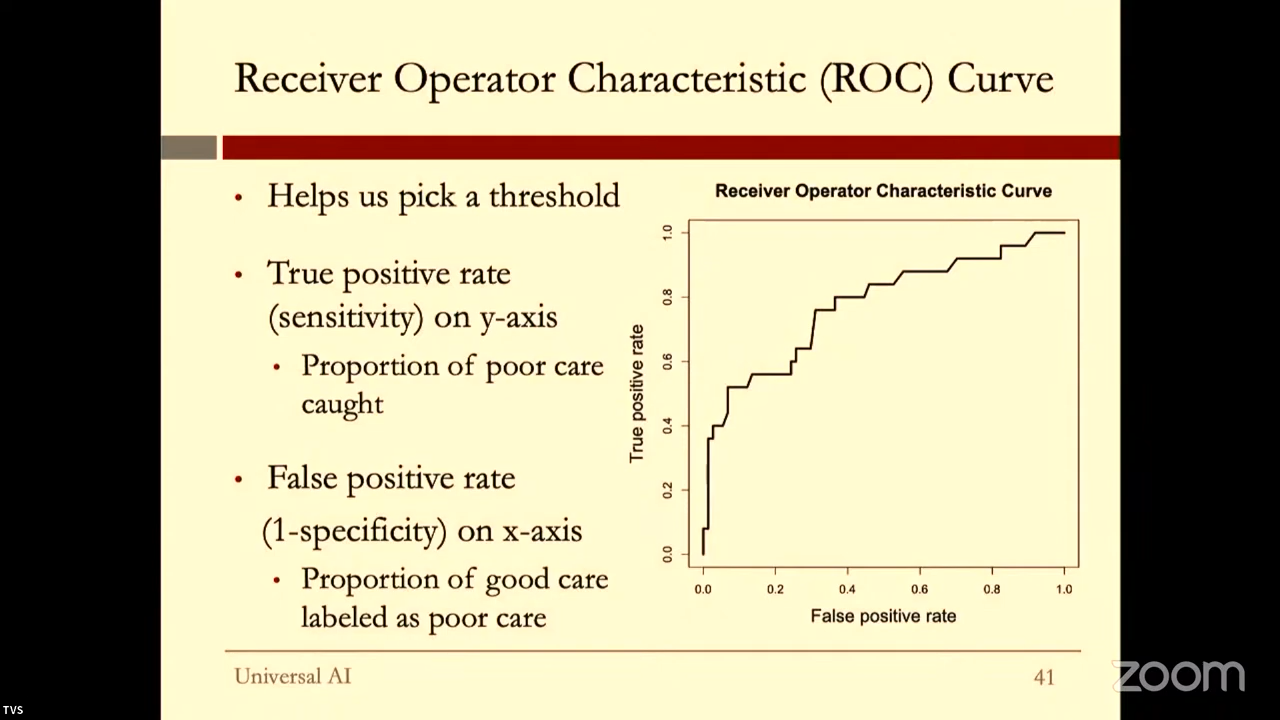 Receiver Operator Characteristic (ROC) Curve
• Helps us pick a threshold
• True positive rate
(sensitivity) on y-axis
• Proportion of poor care
caught
• False positive rate
(1-specificity) on x-axis
• Proportion of good care
labeled as poor care
Receiver Operator Characteristic Curve
True positive rate
1.0
0.8
0.6
0.4
0.2
0.0
0.0 0.2 0.4 0.6 0.8 1.0
False positive rate
Universal AI
41
zoom
TVS